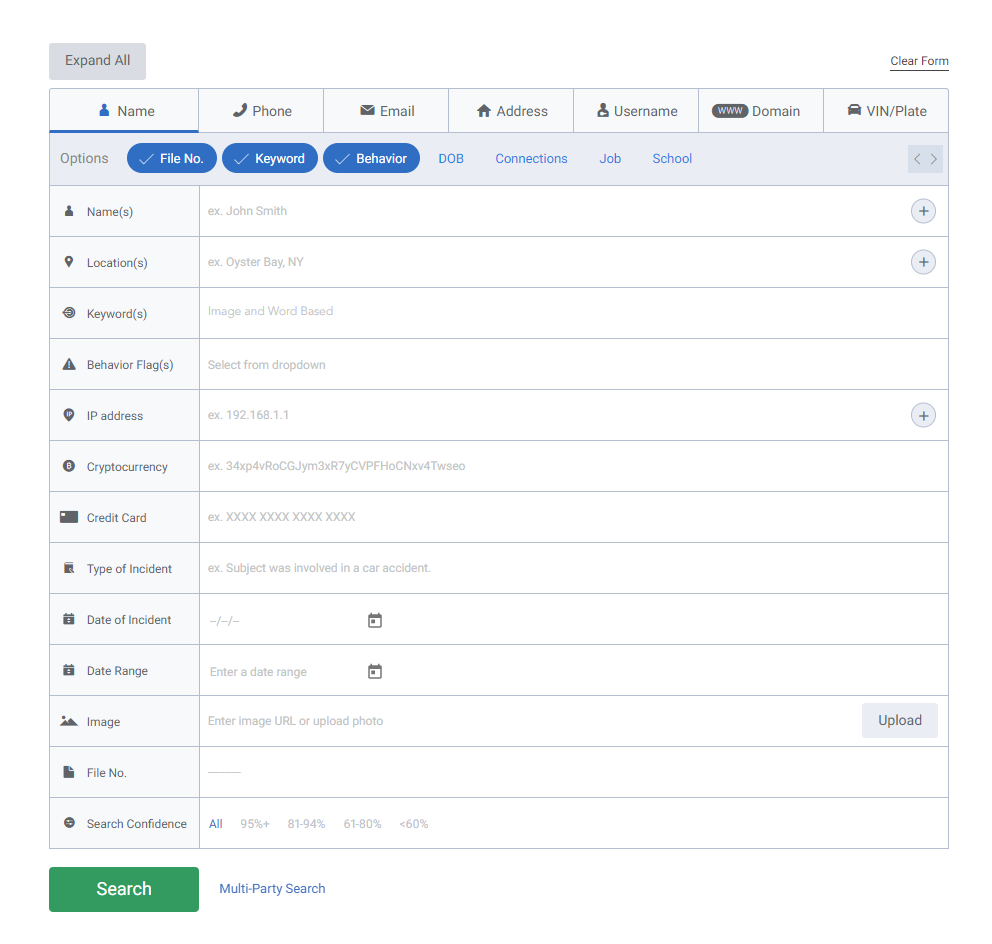 Expand All
Clear Form
Name
Phone
Email
Address
Username
WWW Domain
VIN/Plate
Options File No. Keyword Behavior DOB Connections Job School
Name(s) ex. John Smith
Location(s) ex. Oyster Bay, NY
Keyword(s) Image and Word Based
Behavior Flag(s) Select from dropdown
IP address ex. 192.168.1.1
Cryptocurrency ex. 34xp4vRoCGJym3xR7yCVPFHoCNxv4Twseo
Credit Card ex. XXXX XXXX XXXX XXXX
Type of Incident ex. Subject was involved in a car accident.
Date of Incident --/--/--
Date Range Enter a date range
Image Enter image URL or upload photo Upload
File No. ———
Search Confidence All 95%+ 81-94% 61-80% <60%
Search Multi-Party Search